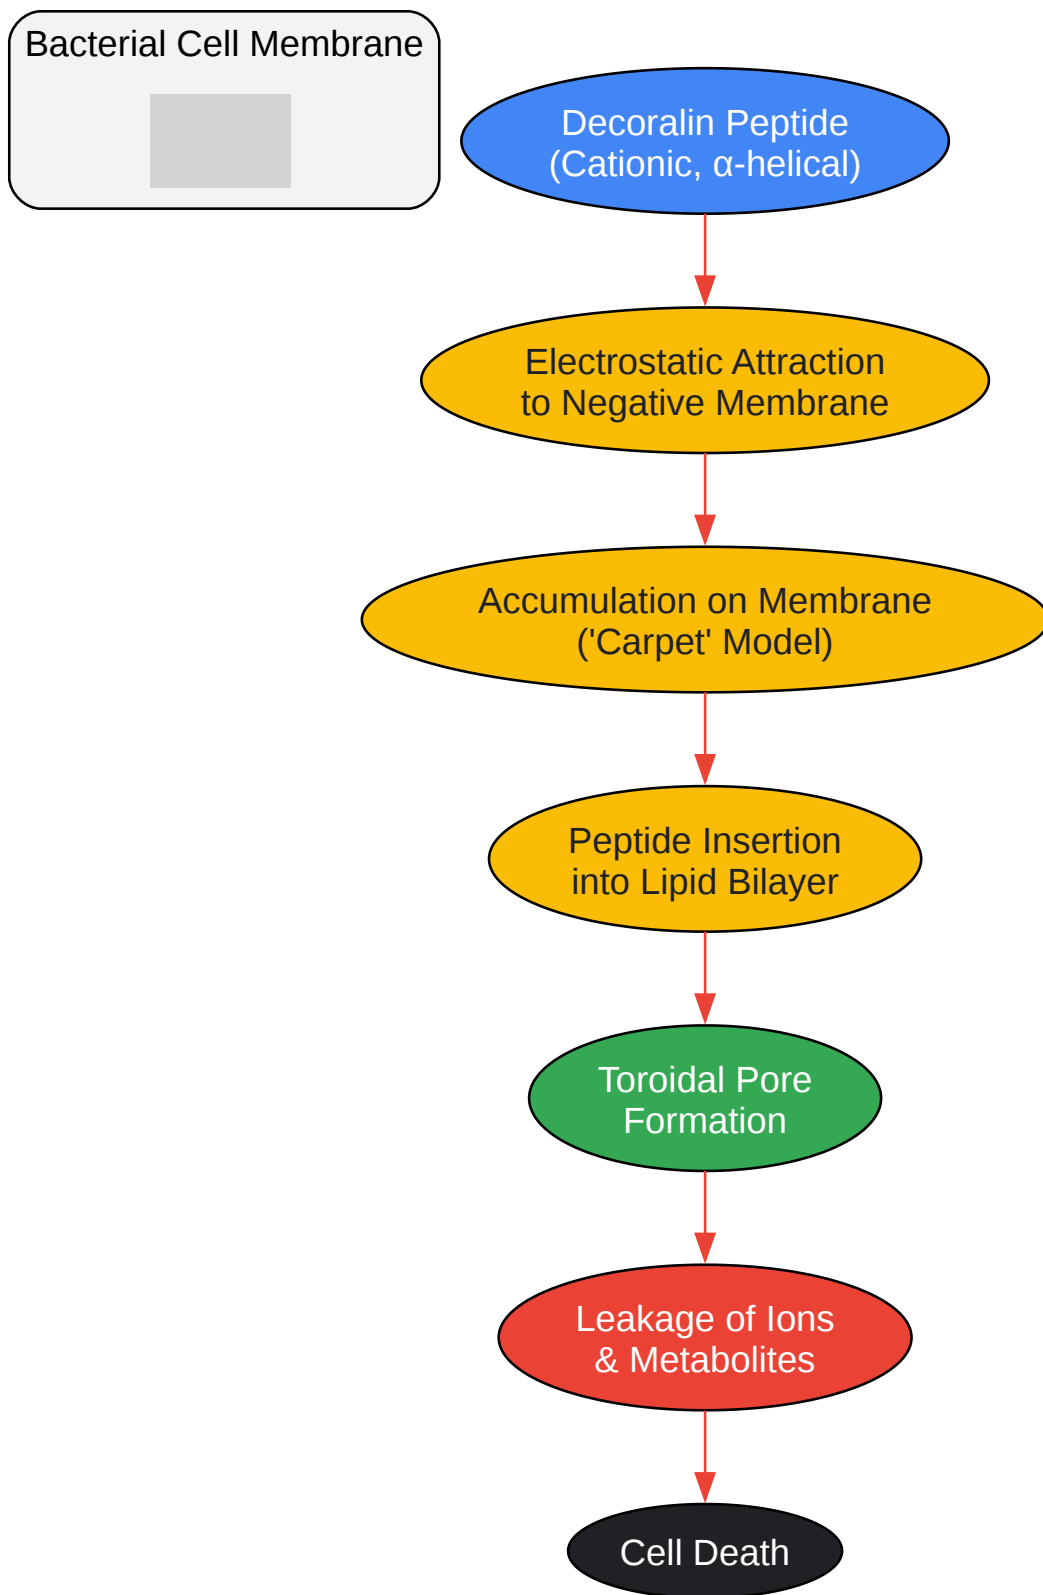 Bacterial Cell Membrane
Decoralin Peptide
(Cationic, α-helical)
Electrostatic Attraction
to Negative Membrane
Accumulation on Membrane
('Carpet' Model)
Peptide Insertion
into Lipid Bilayer
Toroidal Pore
Formation
Leakage of Ions
& Metabolites
Cell Death